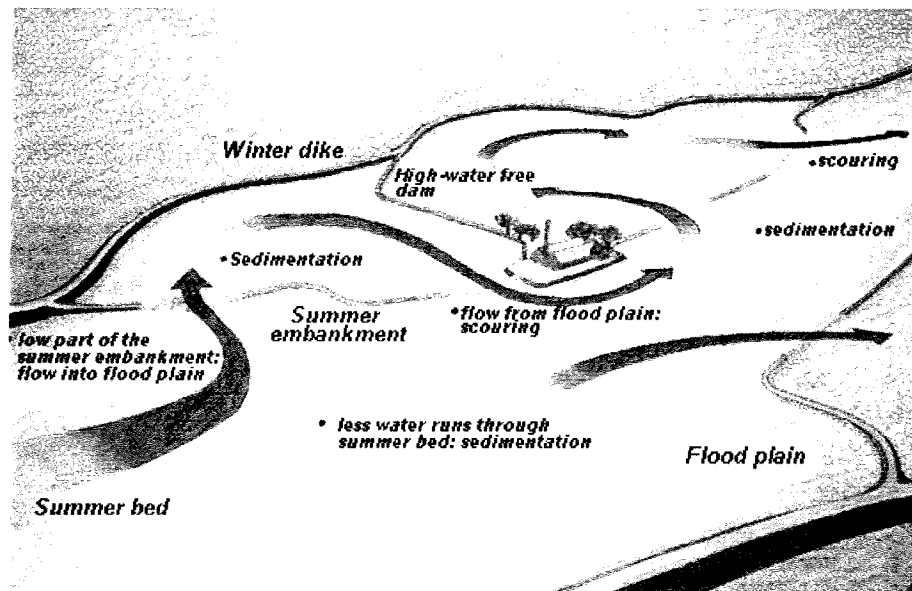 Winter dike
High-water free
dam
•scouring
•sedimentation
•Sedimentation
Summer
embankment
•flow from flood plain:
scouring
•low part of the
summer embankment:
flow into flood plain
• less water runs through
summer bed: sedimentation
Flood plain
Summer bed